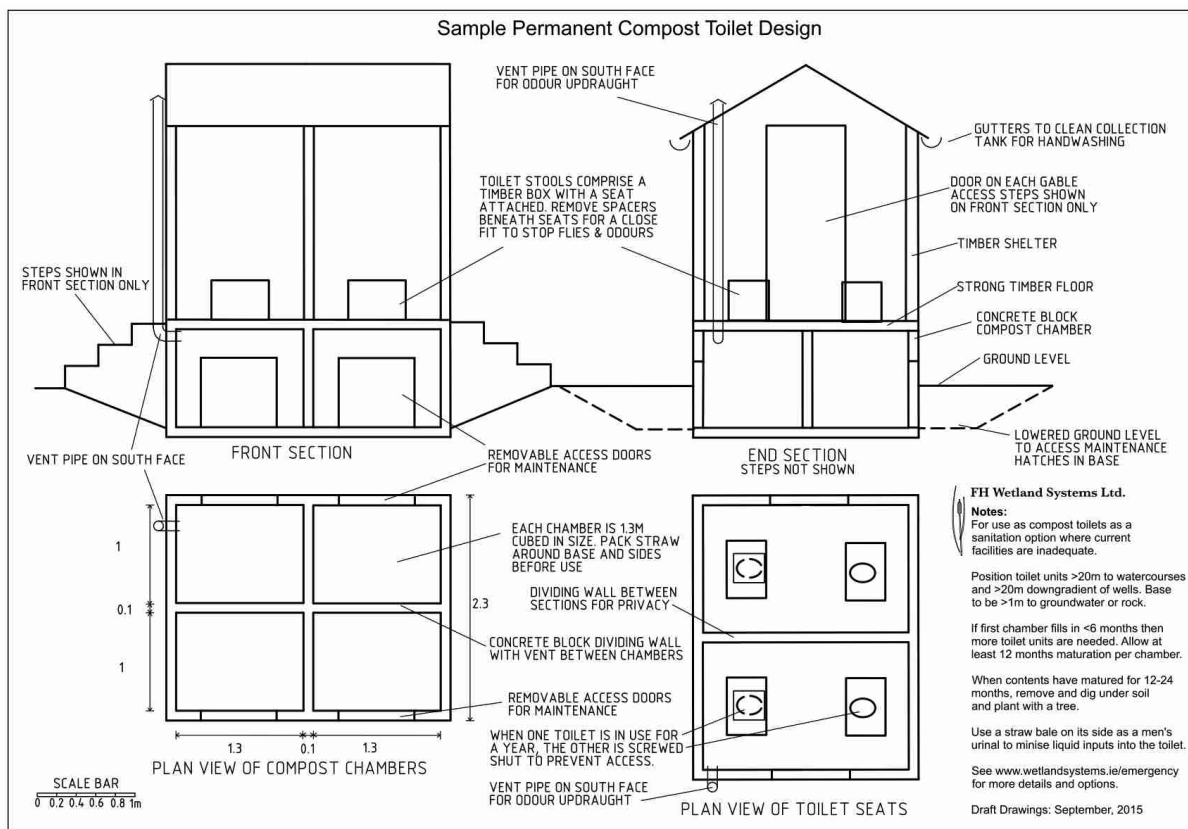 Sample Permanent Compost Toilet Design
VENT PIPE ON SOUTH FACE
FOR ODOUR UPDRAUGHT
GUTTERS TO CLEAN COLLECTION
TANK FOR HANDWASHING
TOILET STOOLS COMPRISE A
TIMBER BOX WITH A SEAT
ATTACHED. REMOVE SPACERS
BENEATH SEATS FOR A CLOSE
FIT TO STOP FLIES & ODOURS
DOOR ON EACH GABLE
ACCESS STEPS SHOWN
ON FRONT SECTION ONLY
TIMBER SHELTER
STEPS SHOWN IN
FRONT SECTION ONLY
STRONG TIMBER FLOOR
CONCRETE BLOCK
COMPOST CHAMBER
GROUND LEVEL
FRONT SECTION
VENT PIPE ON SOUTH FACE
REMOVABLE ACCESS DOORS
FOR MAINTENANCE
END SECTION
STEPS NOT SHOWN
LOWERED GROUND LEVEL
TO ACCESS MAINTENANCE
HATCHES IN BASE
EACH CHAMBER IS 1.3M
CUBED IN SIZE. PACK STRAW
AROUND BASE AND SIDES
BEFORE USE
1
0.1
1
2.3
DIVIDING WALL BETWEEN
SECTIONS FOR PRIVACY
CONCRETE BLOCK DIVIDING WALL
WITH VENT BETWEEN CHAMBERS
REMOVABLE ACCESS DOORS
FOR MAINTENANCE
1.3 0.1 1.3
PLAN VIEW OF COMPOST CHAMBERS
WHEN ONE TOILET IS IN USE FOR
A YEAR, THE OTHER IS SCREWED
SHUT TO PREVENT ACCESS.
VENT PIPE ON SOUTH FACE
FOR ODOUR UPDRAUGHT
PLAN VIEW OF TOILET SEATS
SCALE BAR
0 0.2 0.4 0.6 0.8 1m
FH Wetland Systems Ltd.
Notes:
For use as compost toilets as a
sanitation option where current
facilities are inadequate.
Position toilet units >20m to watercourses
and >20m downgradient of wells. Base
to be >1m to groundwater or rock.
If first chamber fills in <6 months then
more toilet units are needed. Allow at
least 12 months maturation per chamber.
When contents have matured for 12-24
months, remove and dig under soil
and plant with a tree.
Use a straw bale on its side as a men's
urinal to minise liquid inputs into the toilet.
See www.wetlandsystems.ie/emergency
for more details and options.
Draft Drawings: September, 2015